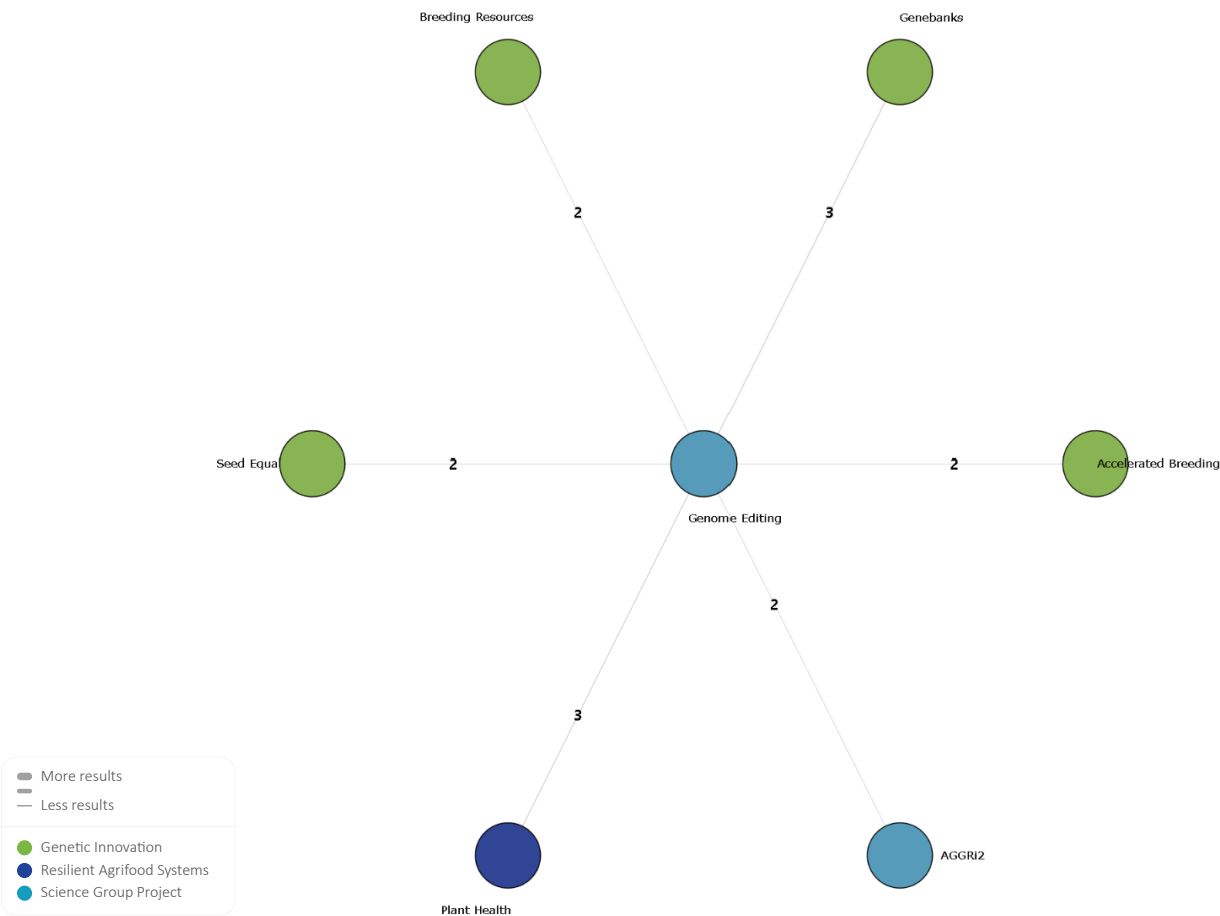 Breeding Resources
Genebanks
2
3
Seed Equa
2
2
Accelerated Breeding
Genome Editing
2
3
More results
Less results
Genetic Innovation
Resilient Agrifood Systems
Science Group Project
AGGRi2
Plant Health